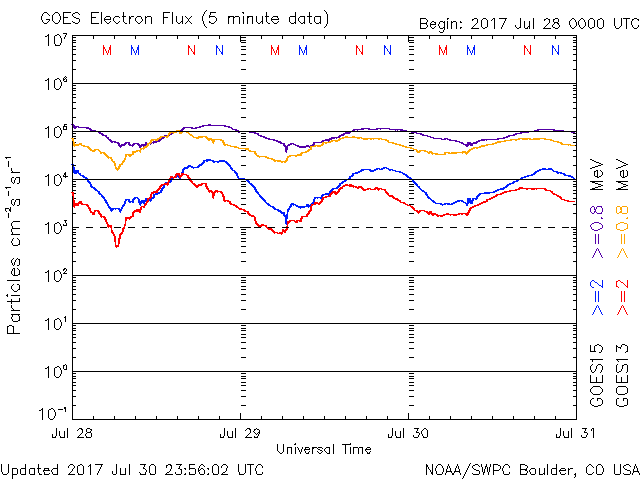 GOES Electron Flux (5 minute data)
Begin: 2017 Jul 28 0000 UTC
10⁷
M M N N M M N N M M N N
10⁶
10⁵
10⁴
10³
10²
10¹
10⁰
10⁻¹
Particles cm⁻²s⁻¹sr⁻¹
Jul 28 Jul 29 Jul 30 Jul 31
Universal Time
GOES15 >=2 >=0.8 MeV
GOES13 >=2 >=0.8 MeV
Updated 2017 Jul 30 23:56:02 UTC
NOAA/SWPC Boulder, CO USA